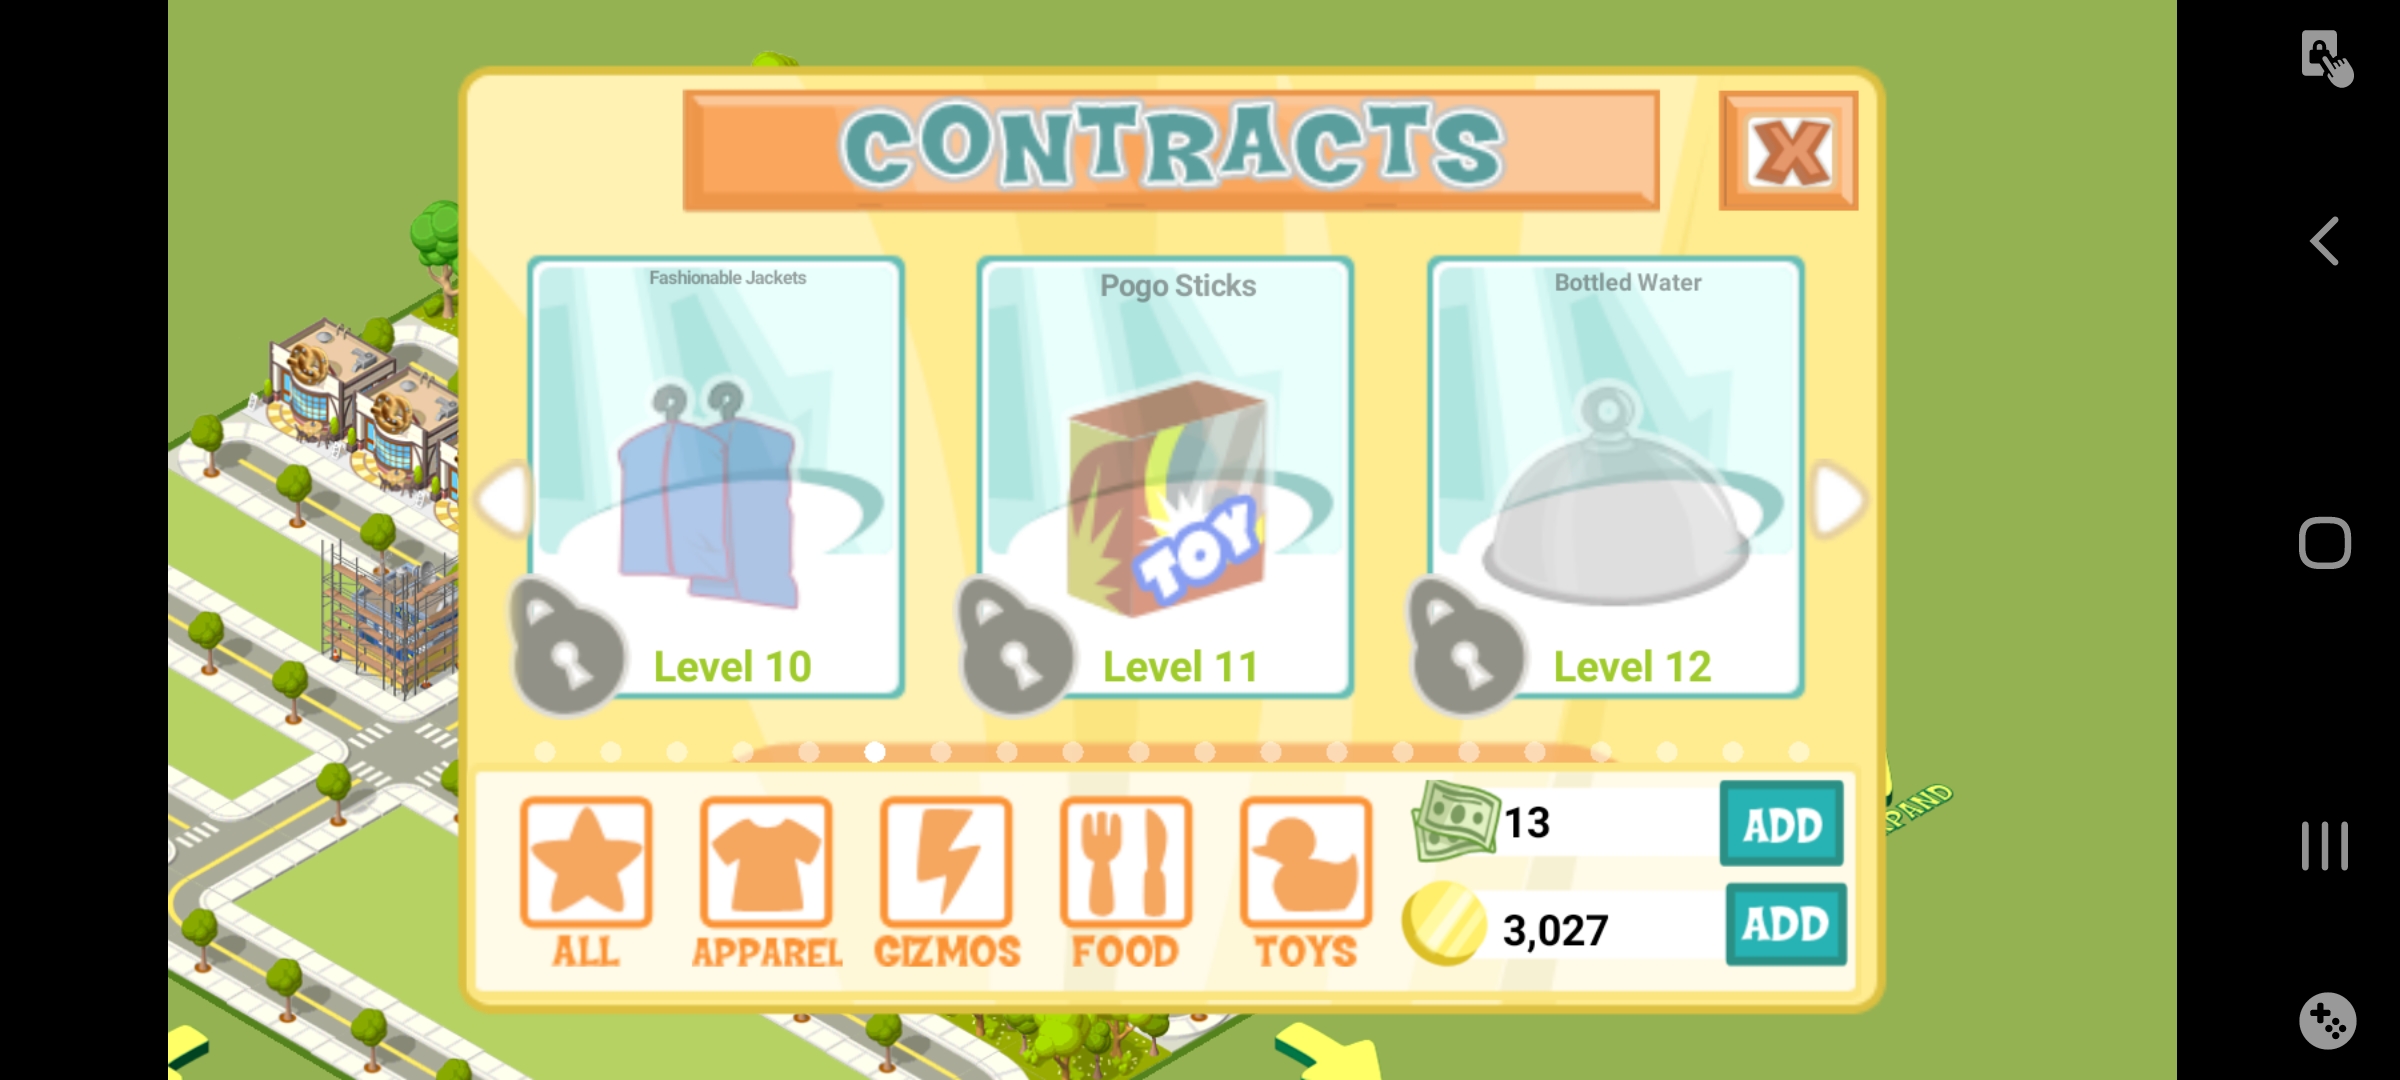 CONTRACTS
X
Fashionable Jackets
Pogo Sticks
Bottled Water
TOY
Level 10
Level 11
Level 12
13
ADD
3,027
ADD
ALL
APPAREL
GIZMOS
FOOD
TOYS